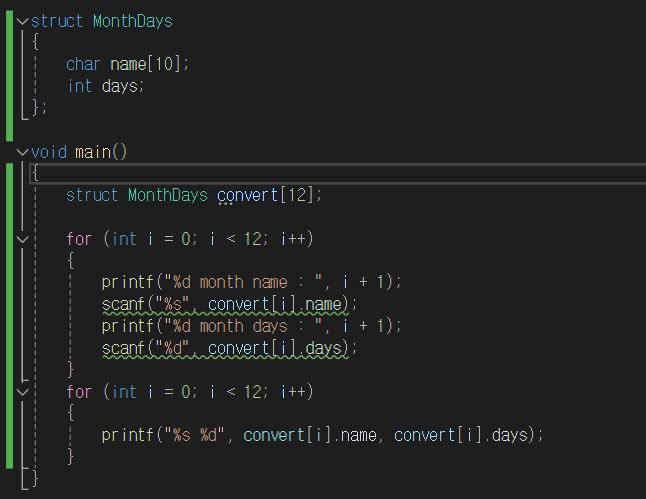 struct MonthDays
{
char name[10];
int days;
};
void main()
{
struct MonthDays convert[12];
for (int i = 0; i < 12; i++)
{
printf("%d month name : ", i + 1);
scanf("%s", convert[i].name);
printf("%d month days : ", i + 1);
scanf("%d", convert[i].days);
}
for (int i = 0; i < 12; i++)
{
printf("%s %d", convert[i].name, convert[i].days);
}
}